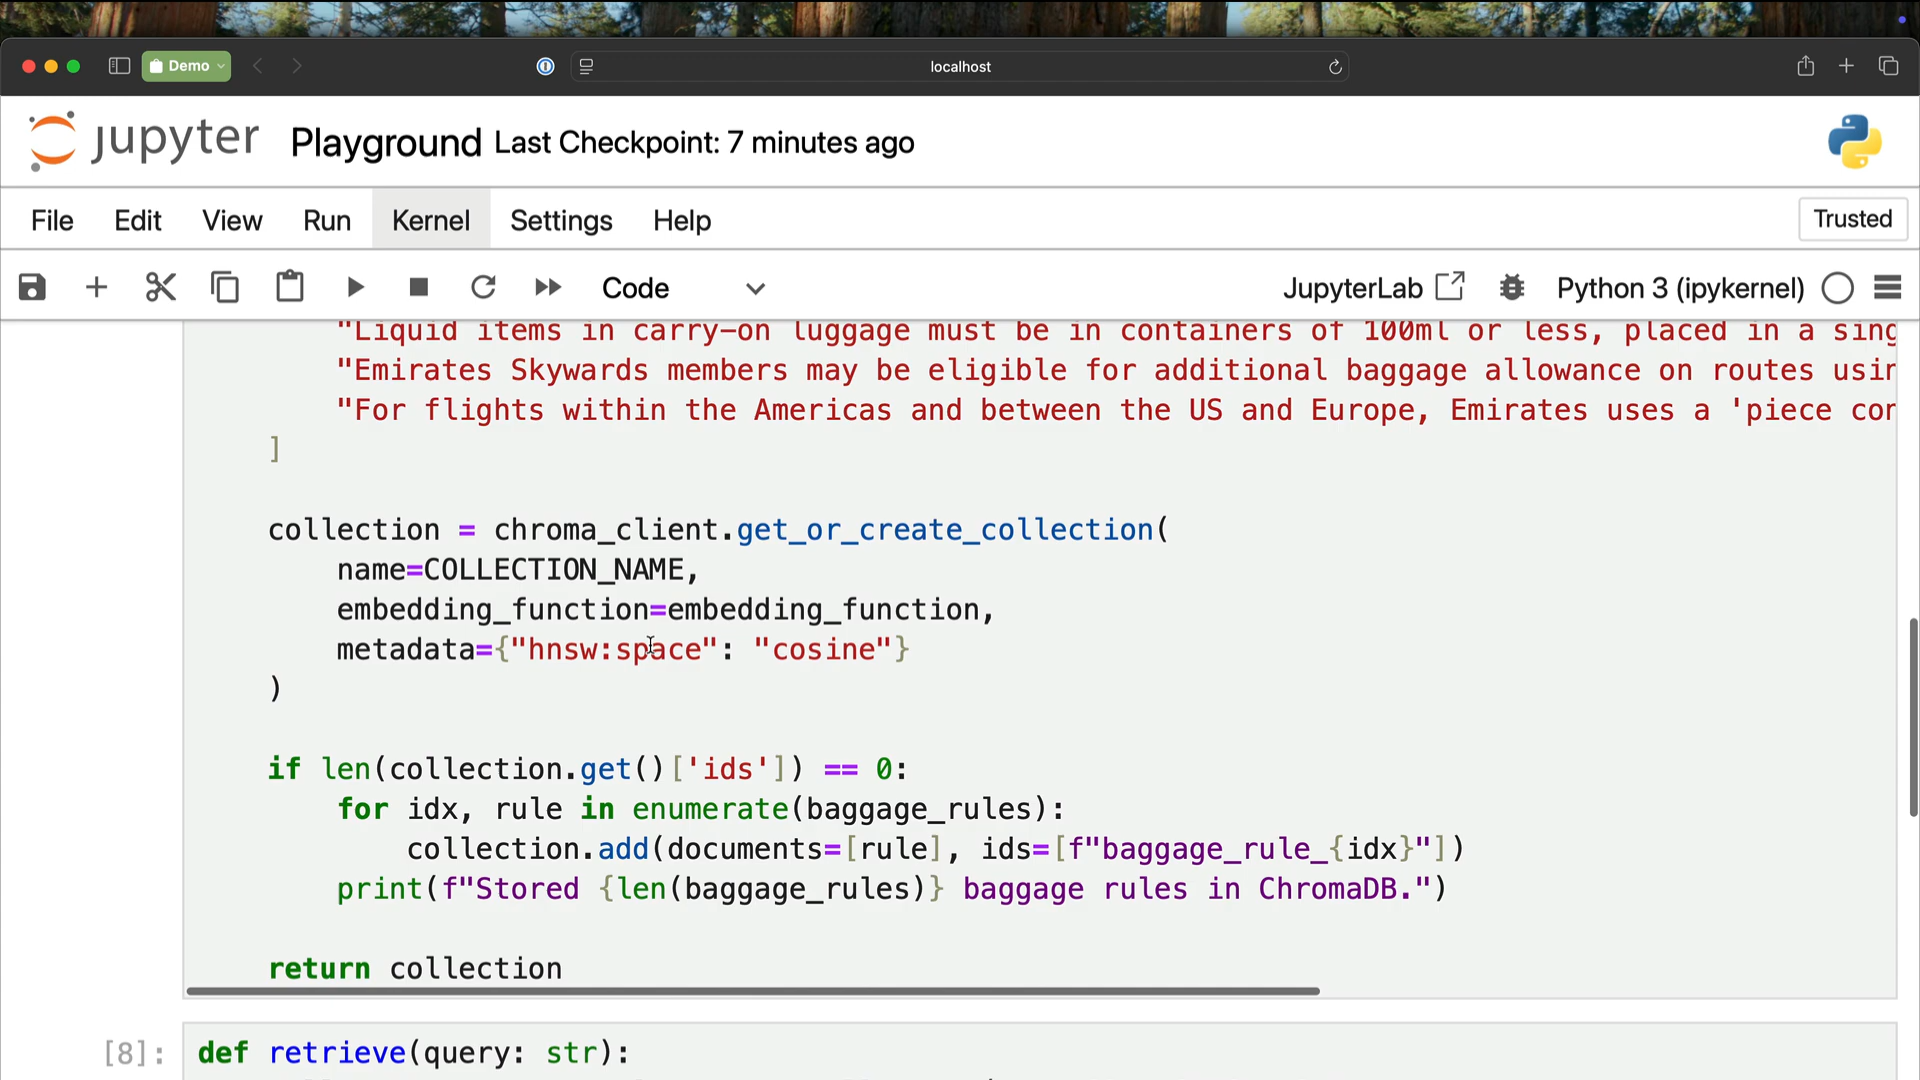 Demo
localhost
jupyter Playground Last Checkpoint: 7 minutes ago
File Edit View Run Kernel Settings Help Trusted
Code JupyterLab Python 3 (ipykernel)
"Liquid items in carry-on luggage must be in containers of 100ml or less, placed in a sing
"Emirates Skywards members may be eligible for additional baggage allowance on routes usin
"For flights within the Americas and between the US and Europe, Emirates uses a 'piece con
]
collection = chroma_client.get_or_create_collection(
name=COLLECTION_NAME,
embedding_function=embedding_function,
metadata={"hnsw:space": "cosine"}
)
if len(collection.get()['ids']) == 0:
for idx, rule in enumerate(baggage_rules):
collection.add(documents=[rule], ids=[f"baggage_rule_{idx}"])
print(f"Stored {len(baggage_rules)} baggage rules in ChromaDB.")
return collection
[8]: def retrieve(query: str):